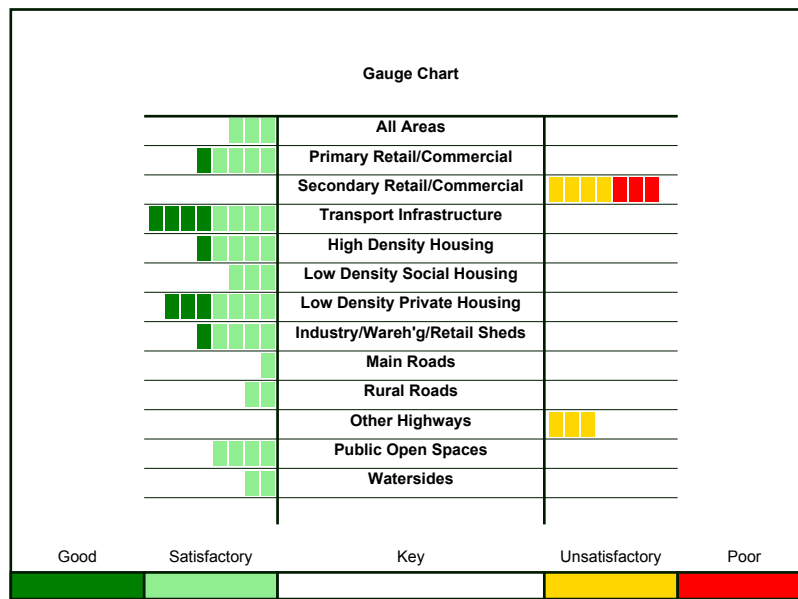 Gauge Chart
All Areas
Primary Retail/Commercial
Secondary Retail/Commercial
Transport Infrastructure
High Density Housing
Low Density Social Housing
Low Density Private Housing
Industry/Wareh'g/Retail Sheds
Main Roads
Rural Roads
Other Highways
Public Open Spaces
Watersides
Good Satisfactory Key Unsatisfactory Poor